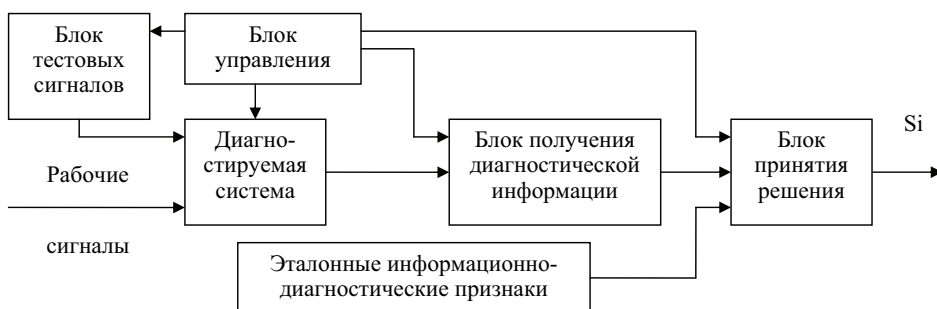 Блок
тестовых
сигналов
Блок
управления
Диагно-
стируемая
система
Рабочие
сигналы
Блок получения
диагностической
информации
Блок
принятия
решения
Si
Эталонные информационно-
диагностические признаки